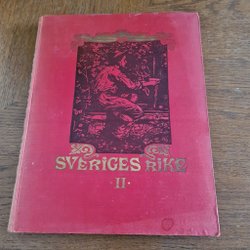 SVERIGES RIKE
· II ·